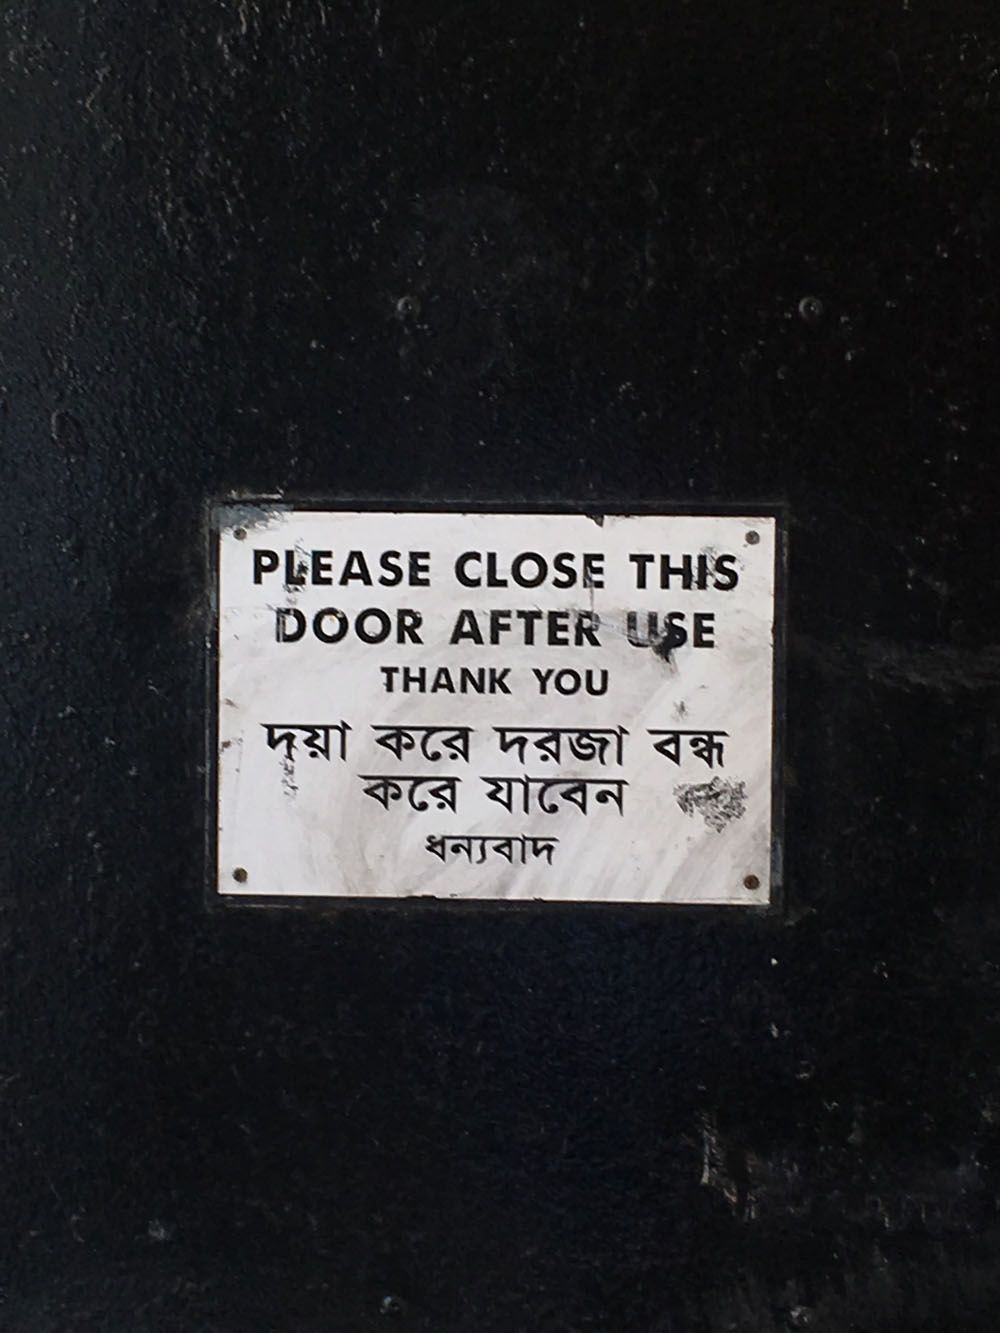 PLEASE CLOSE THIS
DOOR AFTER USE
THANK YOU
দয়া করে দরজা বন্ধ
করে যাবেন
ধন্যবাদ